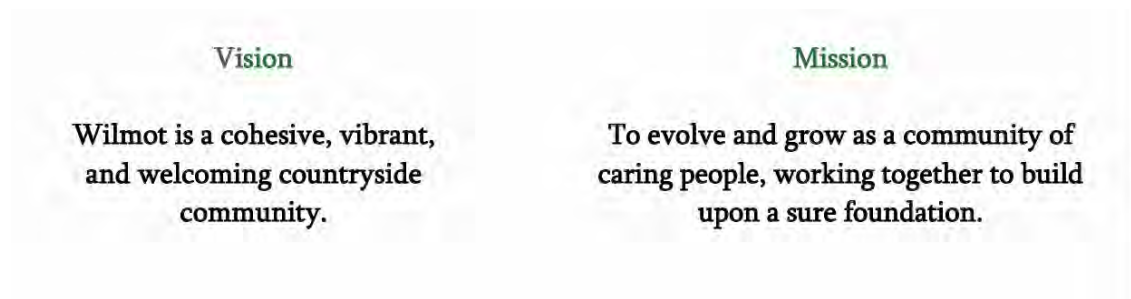 Vision
Wilmot is a cohesive, vibrant,
and welcoming countryside
community.
Mission
To evolve and grow as a community of
caring people, working together to build
upon a sure foundation.